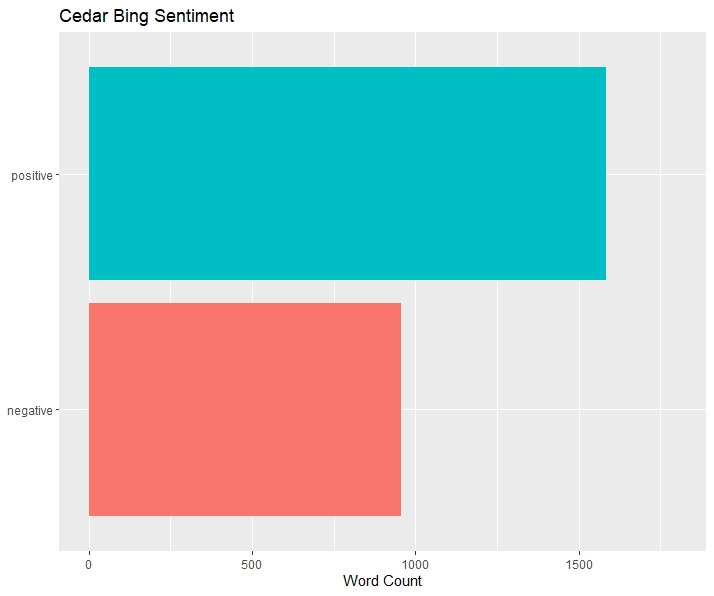 Cedar Bing Sentiment
positive
negative
0 500 1000 1500
Word Count